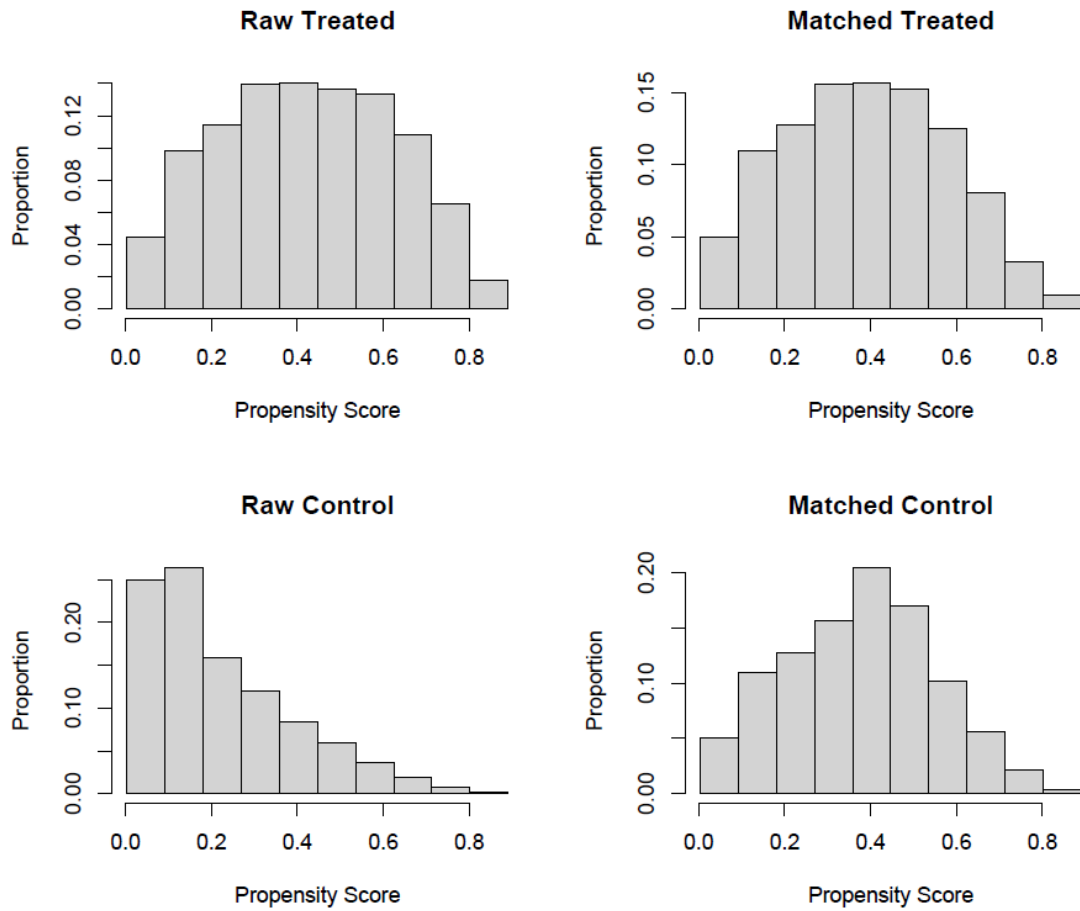 Raw Treated
Proportion
0.00 0.04 0.08 0.12
0.0 0.2 0.4 0.6 0.8
Propensity Score
Matched Treated
Proportion
0.00 0.05 0.10 0.15
0.0 0.2 0.4 0.6 0.8
Propensity Score
Raw Control
Proportion
0.00 0.10 0.20
0.0 0.2 0.4 0.6 0.8
Propensity Score
Matched Control
Proportion
0.00 0.10 0.20
0.0 0.2 0.4 0.6 0.8
Propensity Score